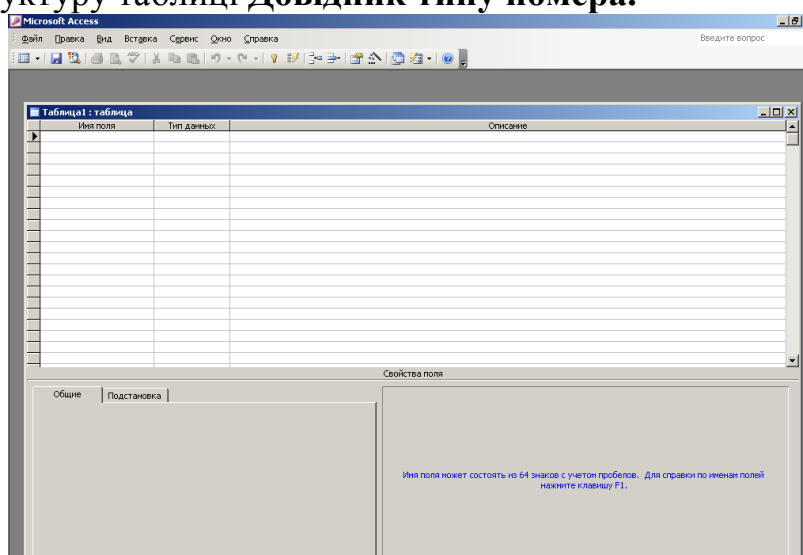 уктуру таблиці Довідник типу номера.
Microsoft Access
Файл Правка Вид Вставка Сервис Окно Справка Введите вопрос
Таблица1 : таблица
Имя поля Тип данных Описание
Свойства поля
Общие Подстановка
Имя поля может состоять из 64 знаков с учетом пробелов. Для справки по именам полей
нажмите клавишу F1.